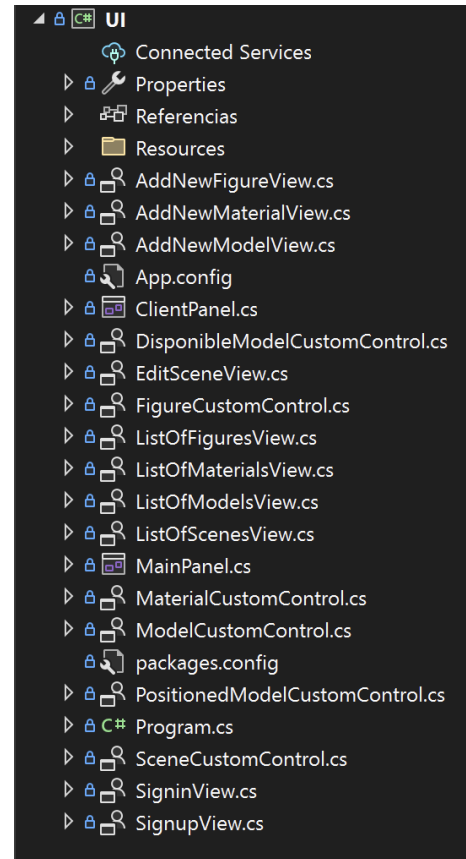 C# UI
Connected Services
Properties
Referencias
Resources
AddNewFigureView.cs
AddNewMaterialView.cs
AddNewModelView.cs
App.config
ClientPanel.cs
DisponibleModelCustomControl.cs
EditSceneView.cs
FigureCustomControl.cs
ListOfFiguresView.cs
ListOfMaterialsView.cs
ListOfModelsView.cs
ListOfScenesView.cs
MainPanel.cs
MaterialCustomControl.cs
ModelCustomControl.cs
packages.config
PositionedModelCustomControl.cs
C# Program.cs
SceneCustomControl.cs
SigninView.cs
SignupView.cs